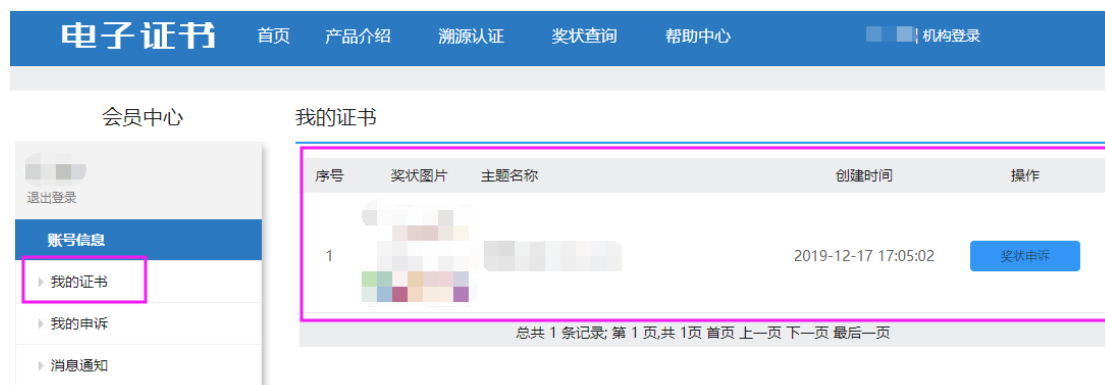 电子证书 首页 产品介绍 溯源认证 奖状查询 帮助中心 机构登录
会员中心
我的证书
退出登录
账号信息
我的证书
我的申诉
消息通知
序号 奖状图片 主题名称 创建时间 操作
1 2019-12-17 17:05:02 奖状申诉
总共 1 条记录; 第 1 页,共 1页 首页 上一页 下一页 最后一页